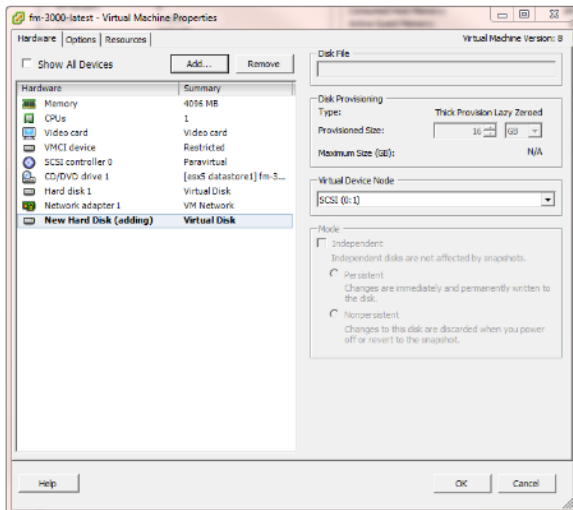 fm-3000-latest - Virtual Machine Properties
Hardware Options Resources
Virtual Machine Version: 8
Show All Devices
Add...
Remove
Hardware Summary
Memory 4096 MB
CPUs 1
Video card Video card
VMCI device Restricted
SCSI controller 0 Paravirtual
CD/DVD drive 1 [esx5 datastore1] fm-3...
Hard disk 1 Virtual Disk
Network adapter 1 VM Network
New Hard Disk (adding) Virtual Disk
Disk File
Disk Provisioning
Type: Thick Provision Lazy Zeroed
Provisioned Size: 16 GB
Maximum Size (GB): N/A
Virtual Device Node
SCSI (0:1)
Mode
Independent
Independent disks are not affected by snapshots.
Persistent
Changes are immediately and permanently written to
the disk.
Nonpersistent
Changes to this disk are discarded when you power
off or revert to the snapshot.
Help
OK
Cancel